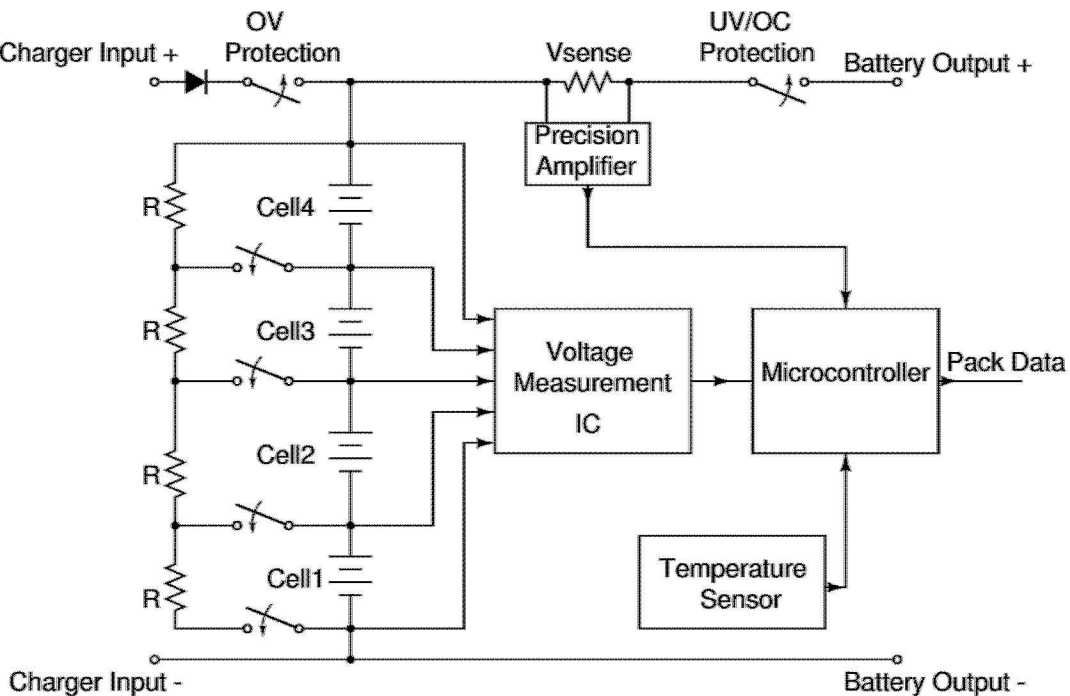 OV
Protection
UV/OC
Protection
Charger Input +
Vsense
Battery Output +
Precision
Amplifier
R
Cell4
R
Cell3
Voltage
Measurement
IC
Microcontroller
Pack Data
R
Cell2
R
Cell1
Temperature
Sensor
Charger Input -
Battery Output -